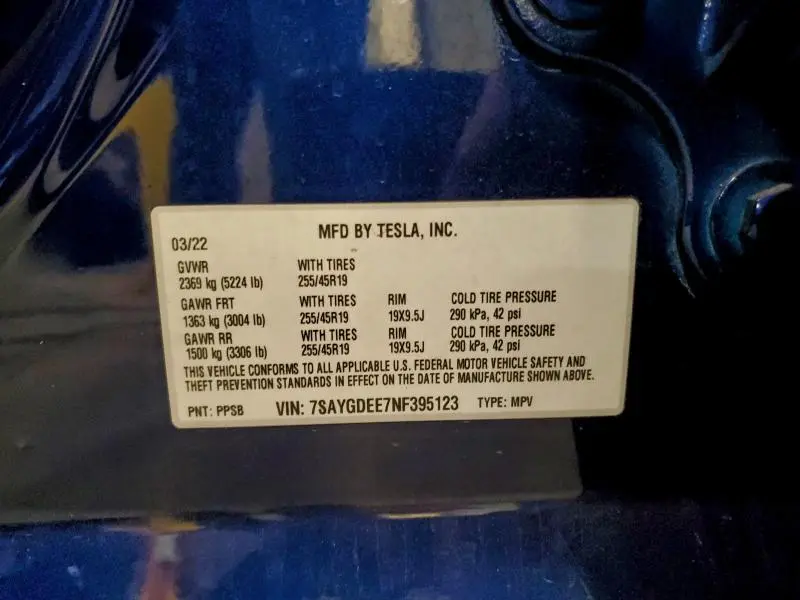 MFD BY TESLA, INC.
03/22
GVWR WITH TIRES
2369 kg (5224 lb) 255/45R19
GAWR FRT WITH TIRES RIM COLD TIRE PRESSURE
1363 kg (3004 lb) 255/45R19 19X9.5J 290 kPa, 42 psi
GAWR RR WITH TIRES RIM COLD TIRE PRESSURE
1500 kg (3306 lb) 255/45R19 19X9.5J 290 kPa, 42 psi
THIS VEHICLE CONFORMS TO ALL APPLICABLE U.S. FEDERAL MOTOR VEHICLE SAFETY AND
THEFT PREVENTION STANDARDS IN EFFECT ON THE DATE OF MANUFACTURE SHOWN ABOVE.
PNT: PPSB VIN: 7SAYGDEE7NF395123 TYPE: MPV